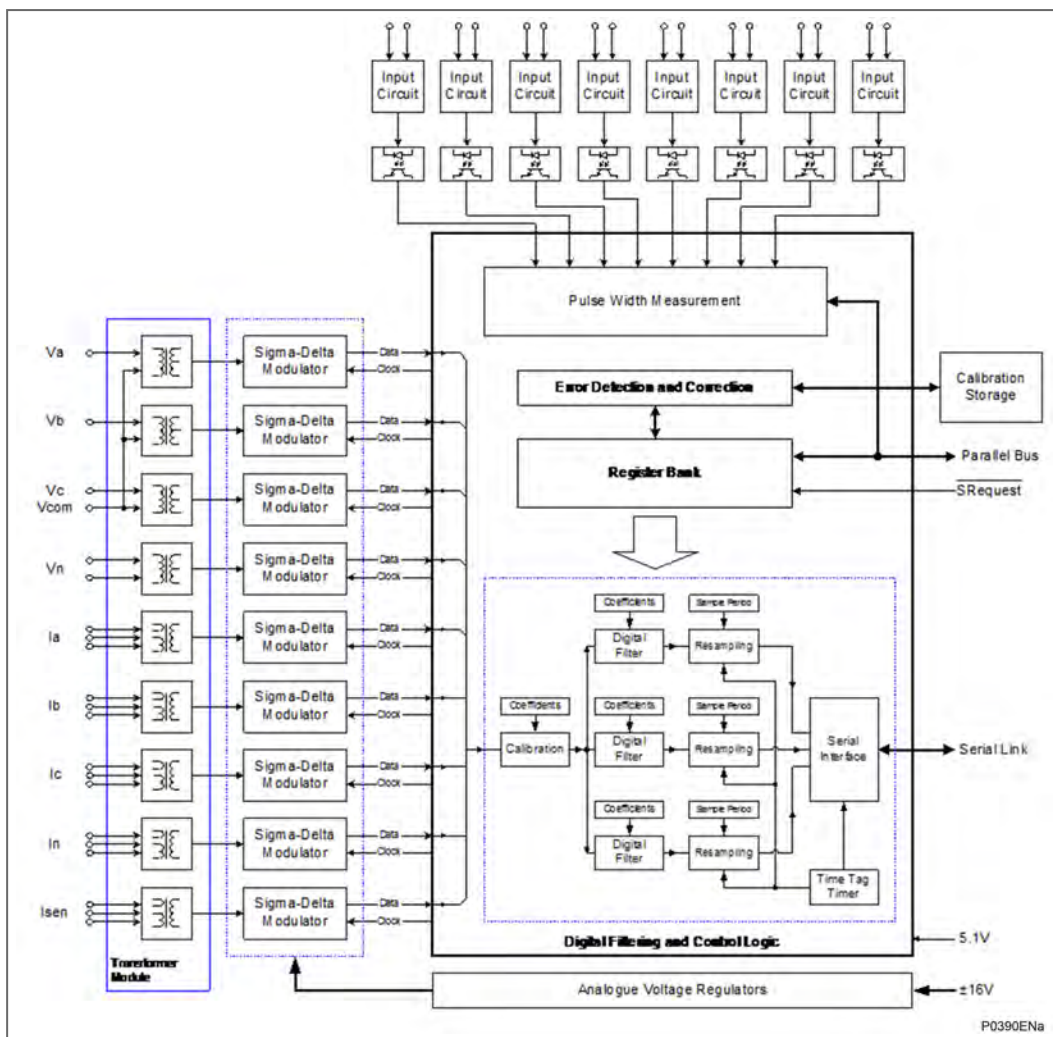 Input Circuit
Input Circuit
Input Circuit
Input Circuit
Input Circuit
Input Circuit
Input Circuit
Input Circuit
Pulse Width Measurement
Error Detection and Correction
Calibration Storage
Register Bank
Parallel Bus
SRequest
Va
Sigma-Delta Modulator
Data
Clock
Vb
Sigma-Delta Modulator
Data
Clock
Vc
Vcom
Sigma-Delta Modulator
Data
Clock
Vn
Sigma-Delta Modulator
Data
Clock
Ia
Sigma-Delta Modulator
Data
Clock
Ib
Sigma-Delta Modulator
Data
Clock
Ic
Sigma-Delta Modulator
Data
Clock
In
Sigma-Delta Modulator
Data
Clock
Isen
Sigma-Delta Modulator
Data
Clock
Transformer Module
Coefficients
Sample Period
Digital Filter
Resampling
Coefficients
Coefficients
Sample Period
Calibration
Digital Filter
Resampling
Serial Interface
Serial Link
Coefficients
Sample Period
Digital Filter
Resampling
Time Tag Timer
Digital Filtering and Control Logic
5.1V
Analogue Voltage Regulators
±16V
P0390ENa